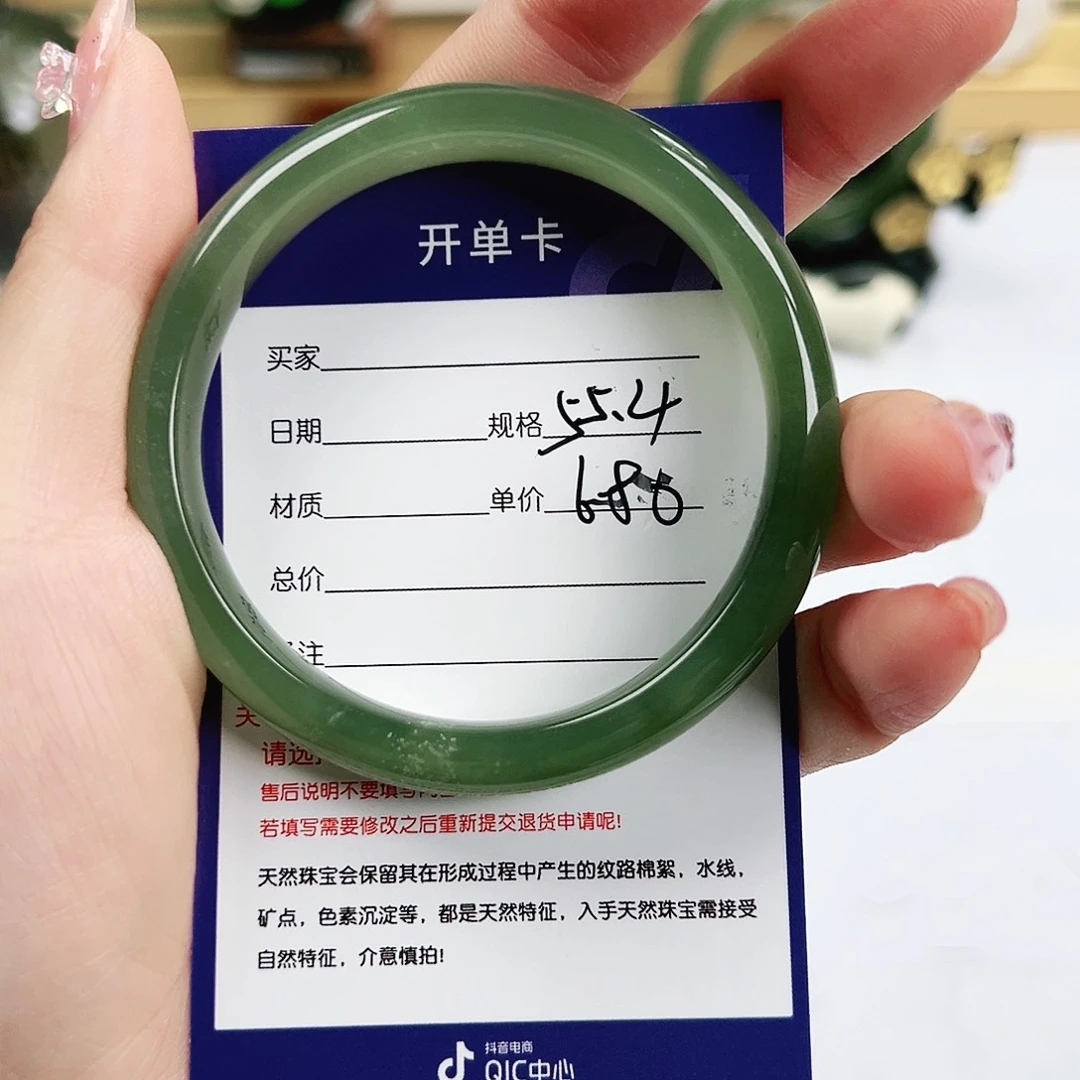 开单卡
买家
日期 规格 55.4
材质 单价 680
总价
注
天
请选
售后说明不要填写内
若填写需要修改之后重新提交退货申请呢!
天然珠宝会保留其在形成过程中产生的纹路棉絮，水线，
矿点，色素沉淀等，都是天然特征，入手天然珠宝需接受
自然特征，介意慎拍!
抖音电商
QIC中心